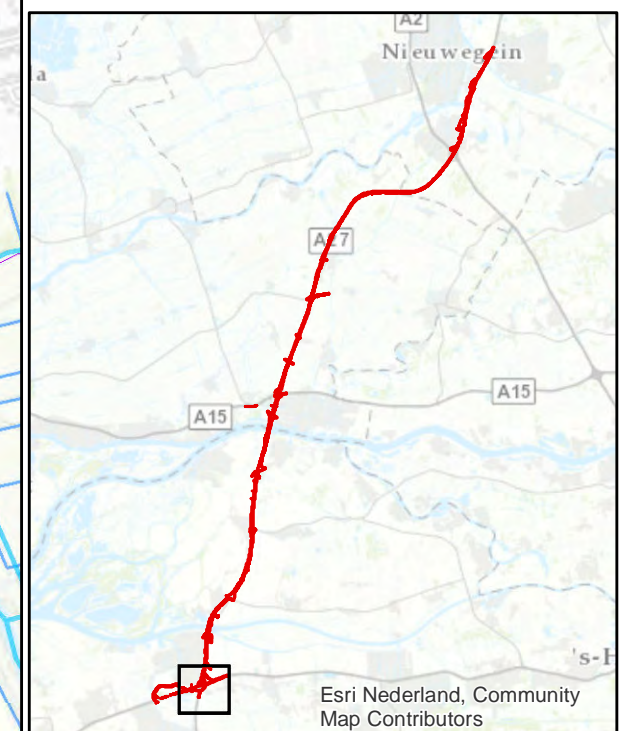 A2
Nieuwegein
a
A27
A15
A15
's-H
Esri Nederland, Community
Map Contributors